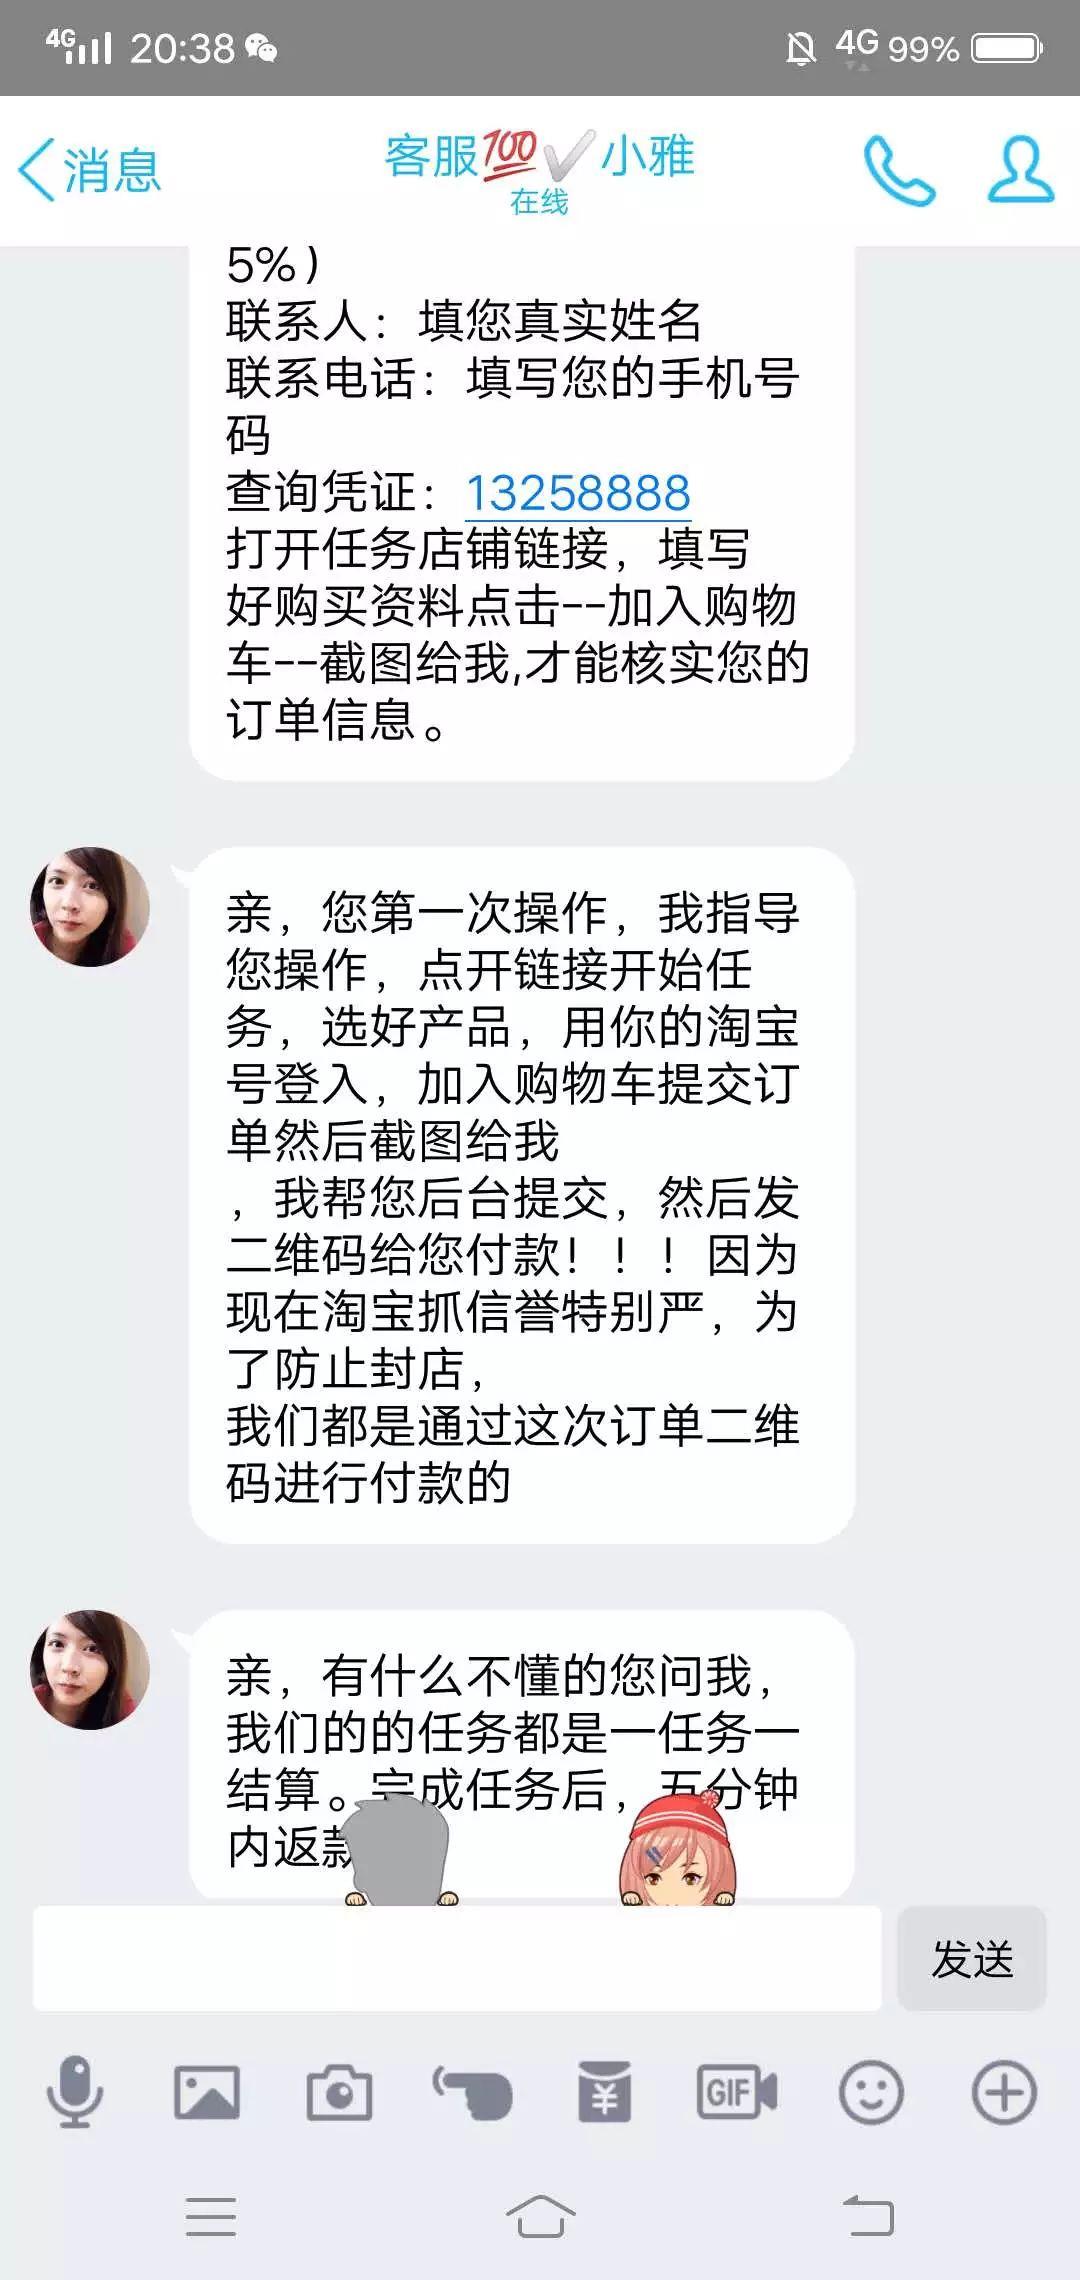 4G 20:38 4G 99%
消息
客服💯✔小雅
在线
5%)
联系人：填您真实姓名
联系电话：填写您的手机号
码
查询凭证：13258888
打开任务店铺链接，填写
好购买资料点击--加入购物
车--截图给我,才能核实您的
订单信息。
亲，您第一次操作，我指导
您操作，点开链接开始任
务，选好产品，用你的淘宝
号登入，加入购物车提交订
单然后截图给我
，我帮您后台提交，然后发
二维码给您付款！！！因为
现在淘宝抓信誉特别严，为
了防止封店，
我们都是通过这次订单二维
码进行付款的
亲，有什么不懂的您问我，
我们的的任务都是一任务一
结算。完成任务后，五分钟
内返款
发送
GIF